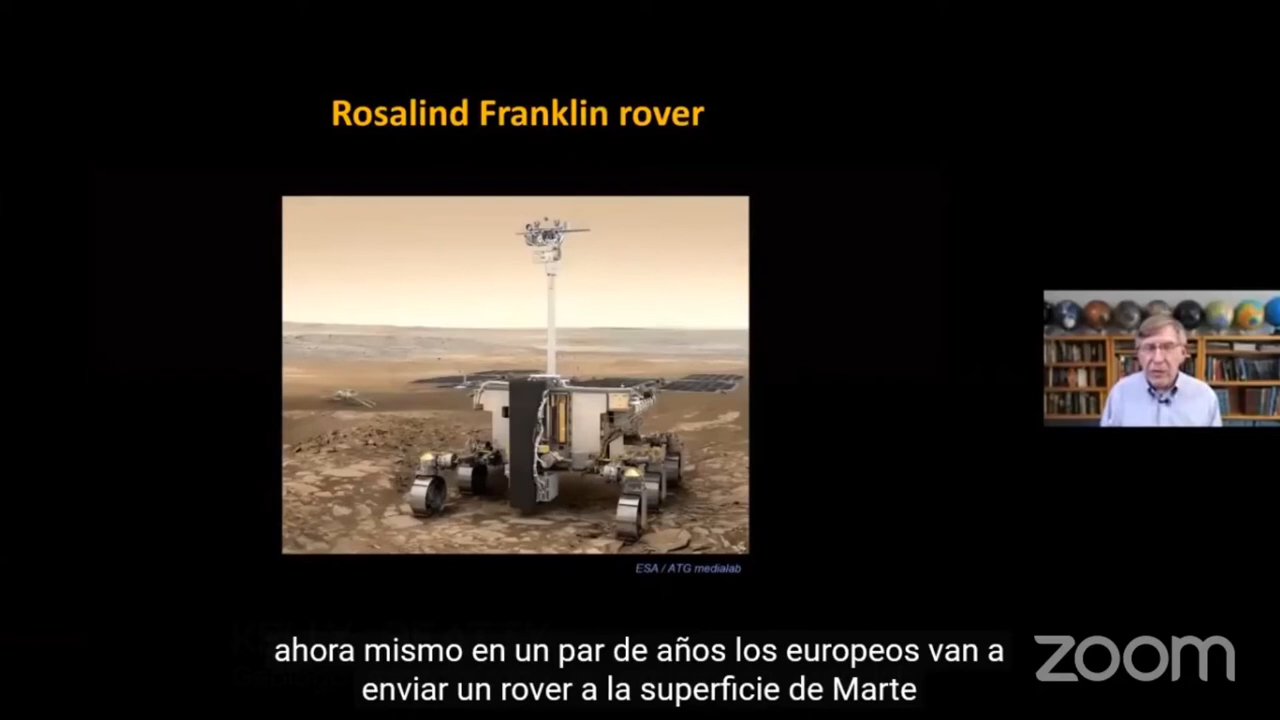 Rosalind Franklin rover
ESA / ATG medialab
ahora mismo en un par de años los europeos van a
enviar un rover a la superficie de Marte
zoom